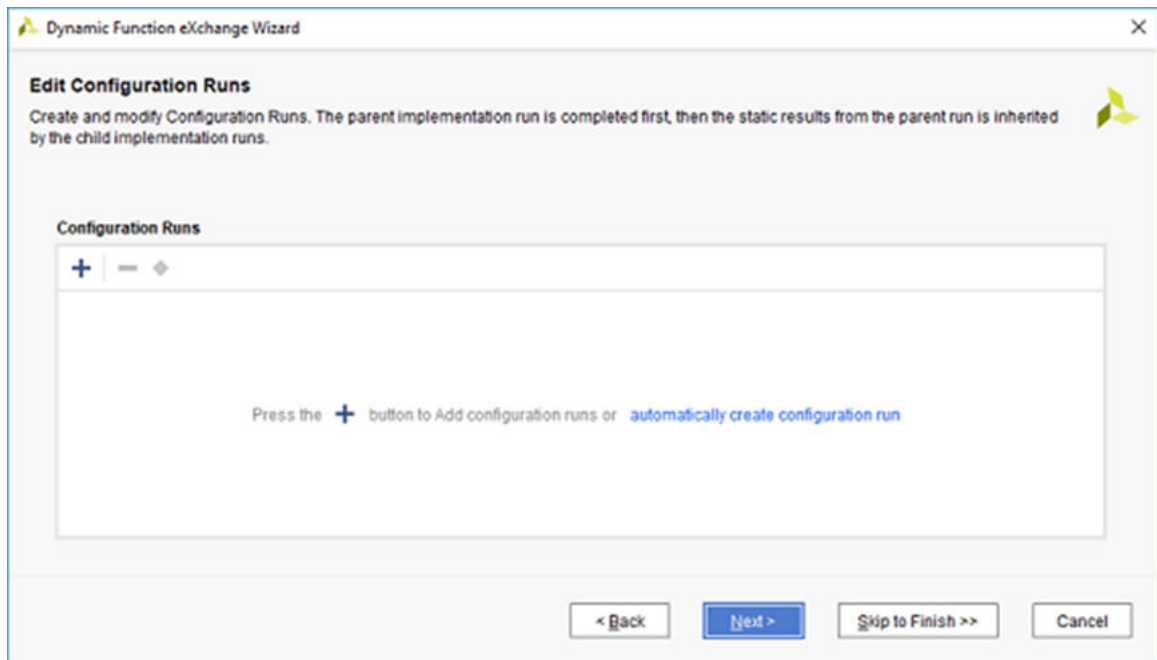 Dynamic Function eXchange Wizard
Edit Configuration Runs
Create and modify Configuration Runs. The parent implementation run is completed first, then the static results from the parent run is inherited
by the child implementation runs.
Configuration Runs
Press the + button to Add configuration runs or automatically create configuration run
< Back Next > Skip to Finish >> Cancel